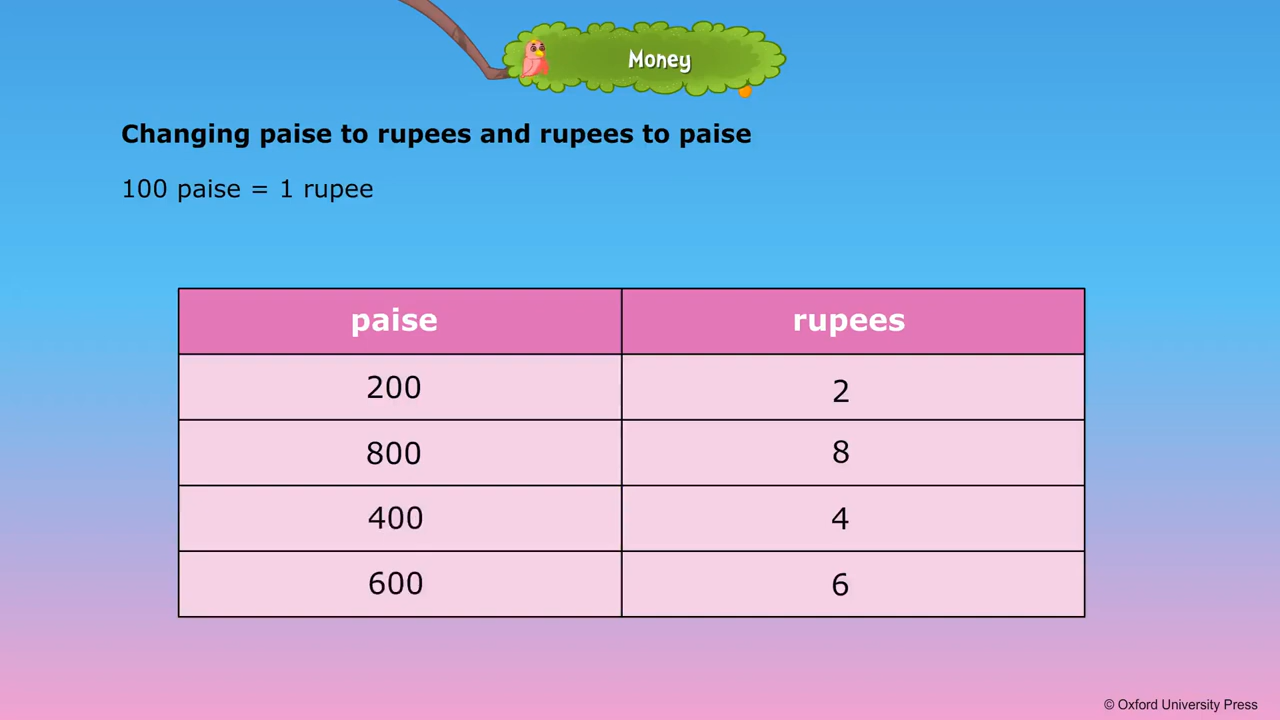 Money
Changing paise to rupees and rupees to paise
100 paise = 1 rupee
paise rupees
200 2
800 8
400 4
600 6
© Oxford University Press